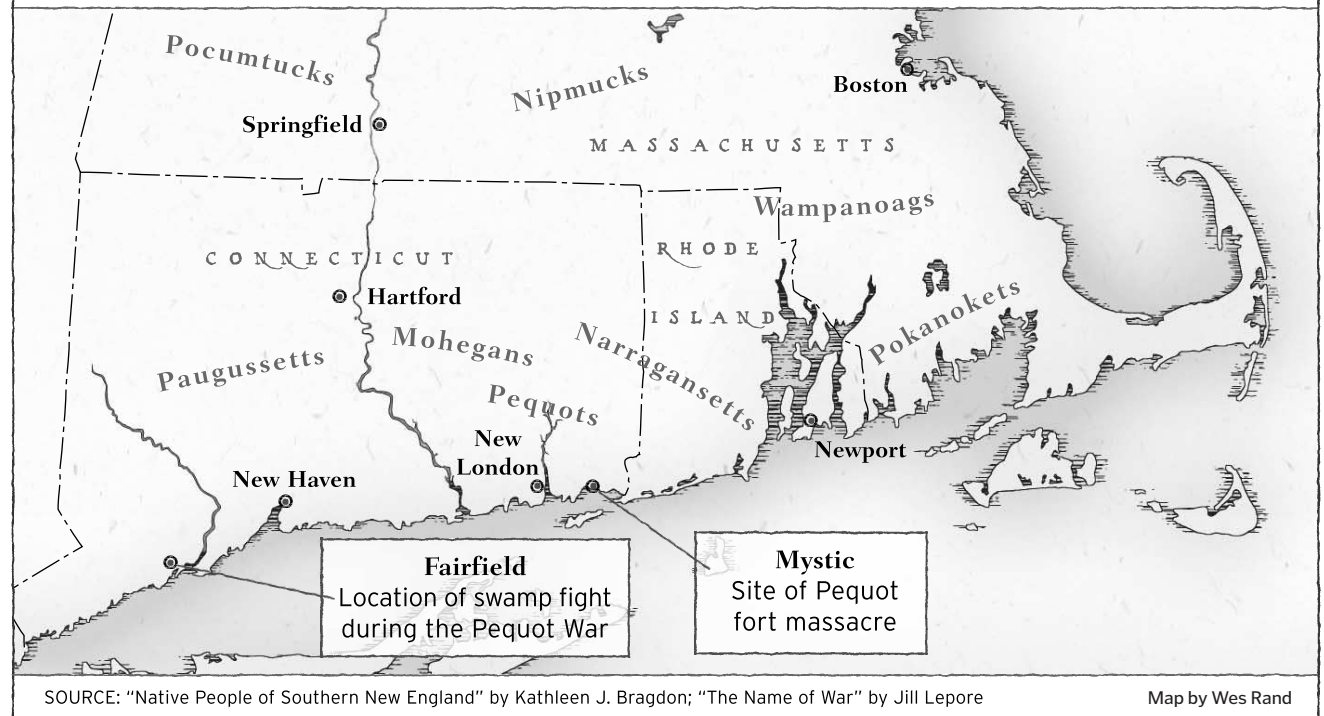 Pocumtucks
Nipmucks
Boston
Springfield
MASSACHUSETTS
Wampanoags
CONNECTICUT
RHODE
ISLAND
Hartford
Mohegans
Narragansetts
Pokanokets
Paugussetts
Pequots
New
London
Newport
New Haven
Fairfield
Location of swamp fight
during the Pequot War
Mystic
Site of Pequot
fort massacre
SOURCE: “Native People of Southern New England” by Kathleen J. Bragdon; “The Name of War” by Jill Lepore
Map by Wes Rand